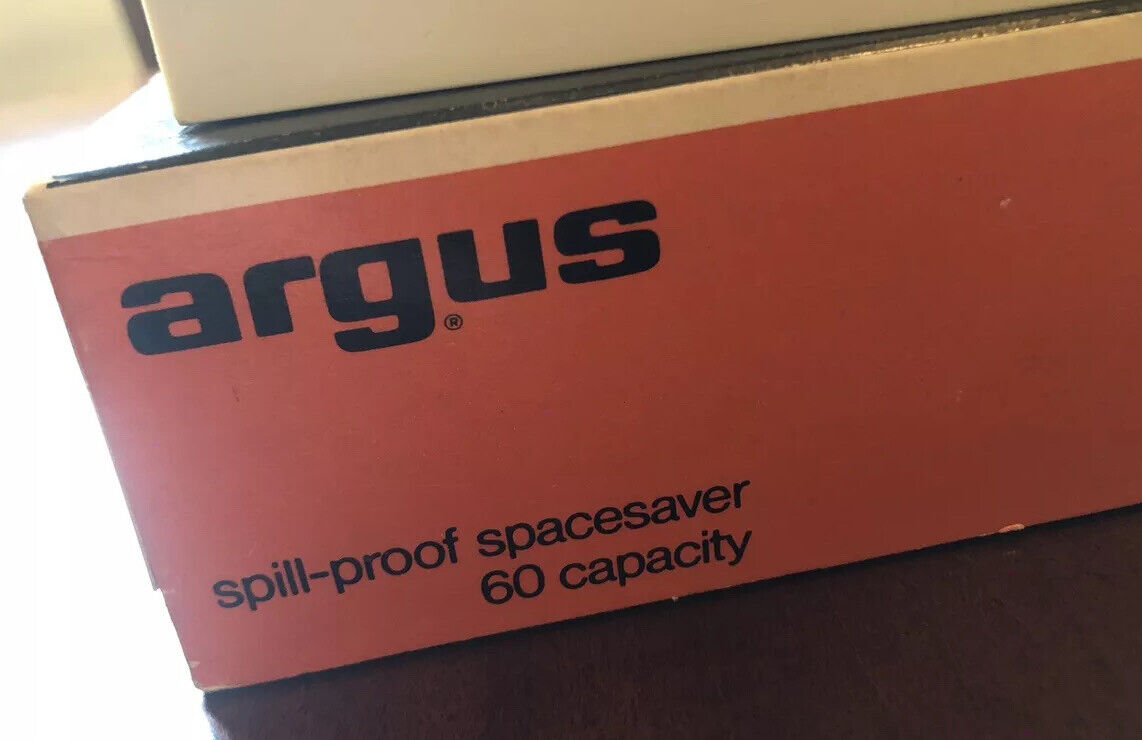 argus®
spill-proof spacesaver
60 capacity